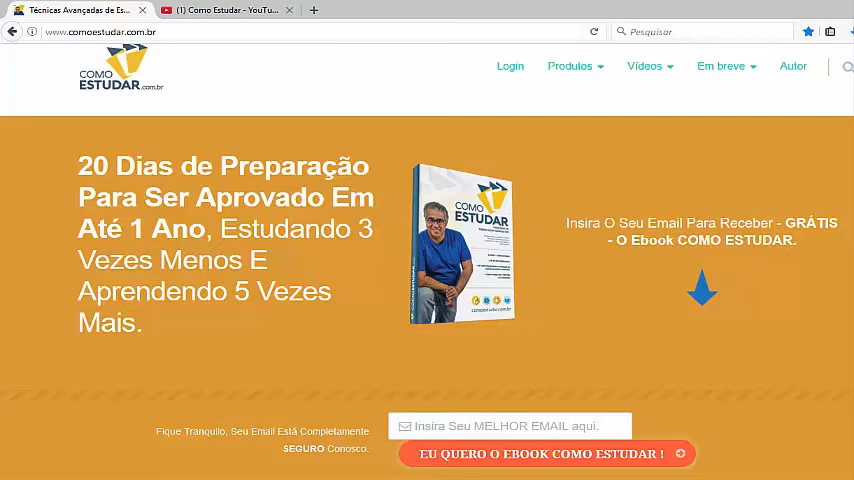 Técnicas Avançadas de Es...
(1) Como Estudar - YouTu...
www.comoestudar.com.br
Pesquisar
COMO
ESTUDAR.com.br
Login
Produtos
Vídeos
Em breve
Autor
20 Dias de Preparação
Para Ser Aprovado Em
Até 1 Ano, Estudando 3
Vezes Menos E
Aprendendo 5 Vezes
Mais.
COMO
ESTUDAR
comoestudar.com.br
Insira O Seu Email Para Receber - GRÁTIS
- O Ebook COMO ESTUDAR.
Fique Tranquilo, Seu Email Está Completamente
SEGURO Conosco.
Insira Seu MELHOR EMAIL aqui.
EU QUERO O EBOOK COMO ESTUDAR !